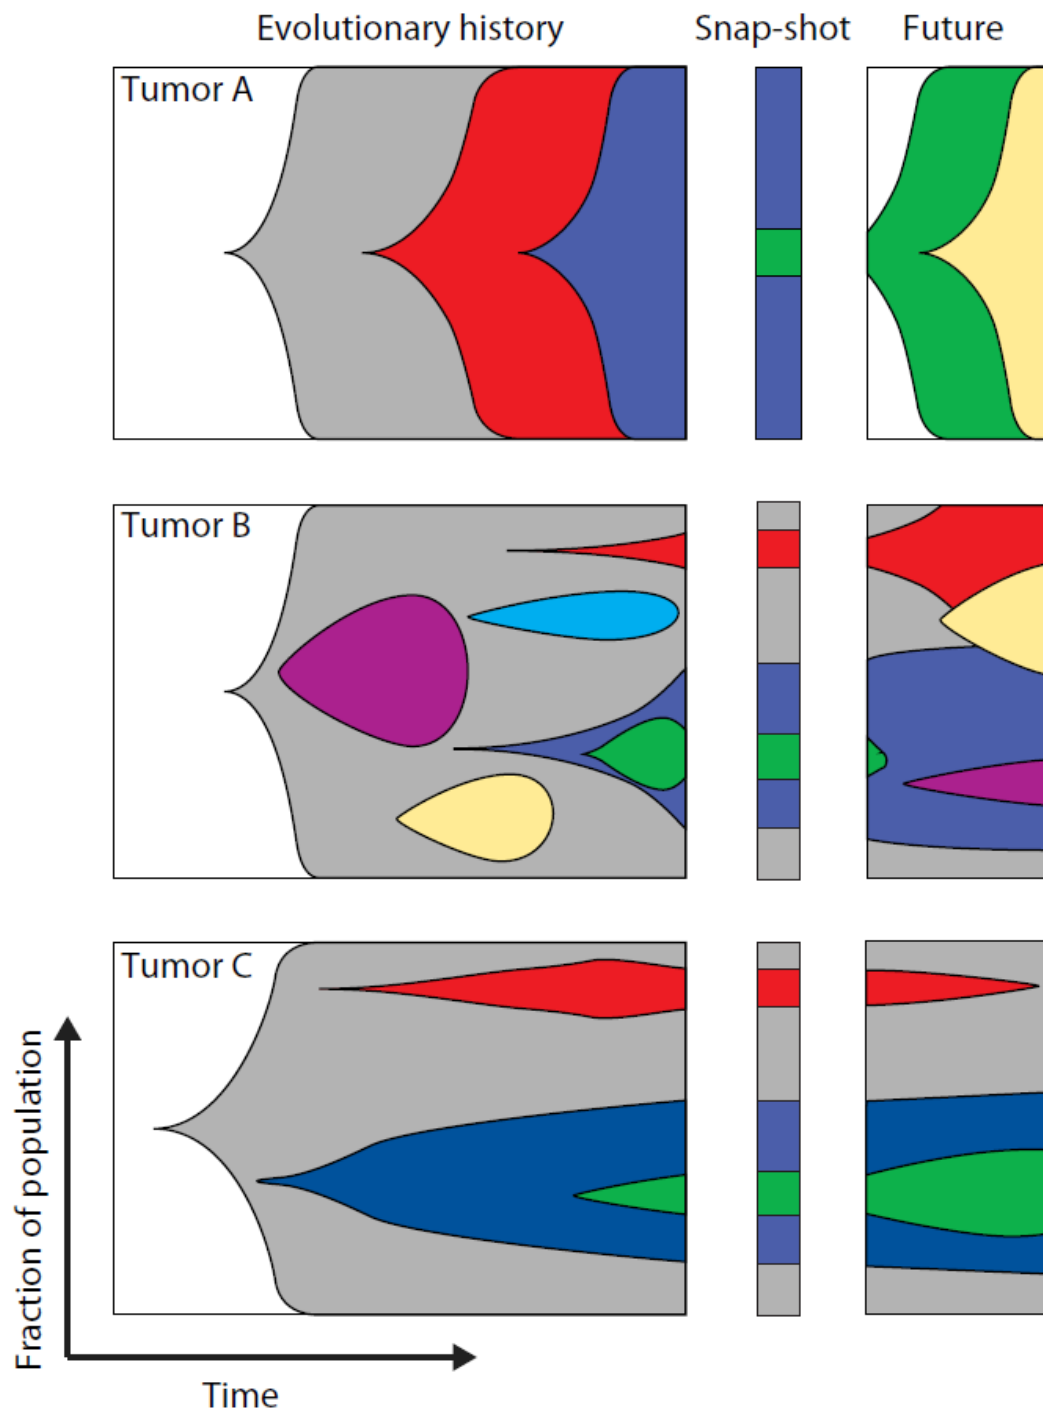 Evolutionary history
Snap-shot
Future
Tumor A
Tumor B
Tumor C
Fraction of population
Time